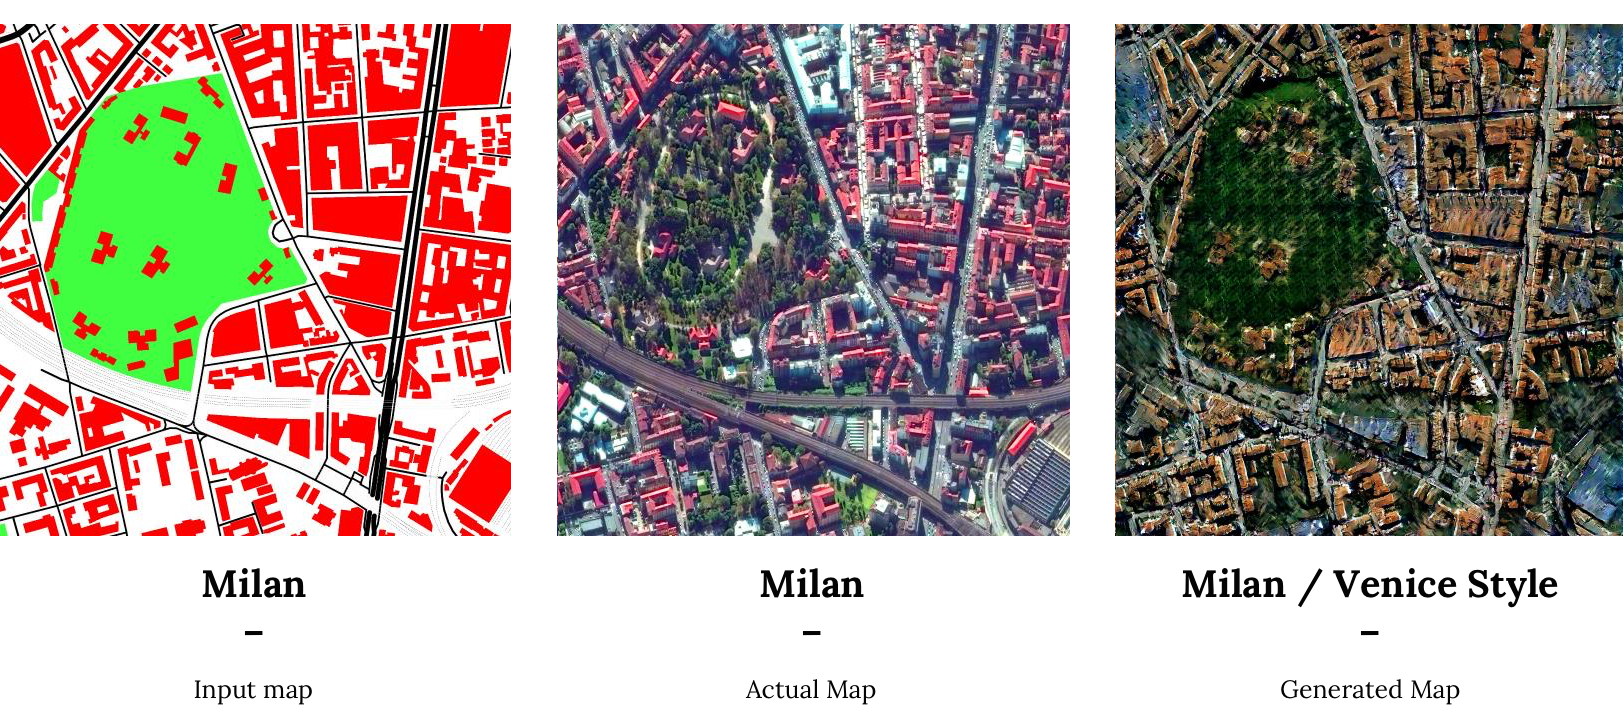 Milan
Milan
Milan / Venice Style
–
–
–
Input map
Actual Map
Generated Map